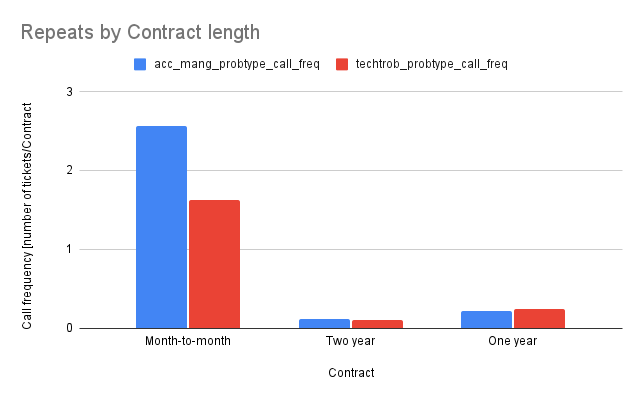 Repeats by Contract length
acc_mang_probtype_call_freq
techtrob_probtype_call_freq
Call frequency [number of tickets/Contract
3
2
1
0
Month-to-month
Two year
One year
Contract